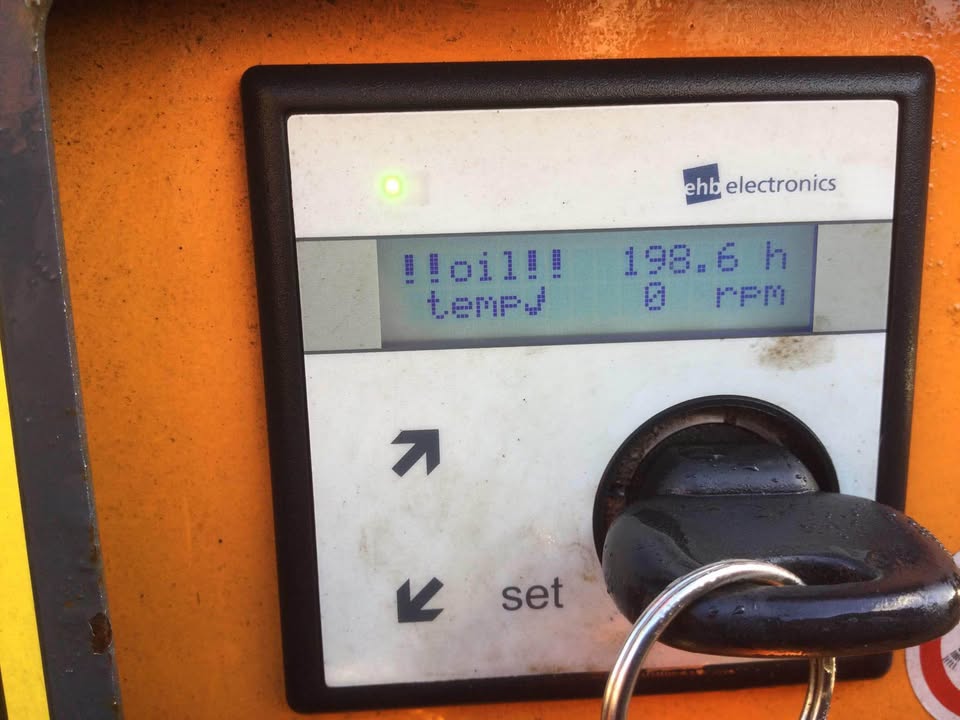 ehb electronics
!!oil!! 198.6 h
temp✓ 0 rpm
set